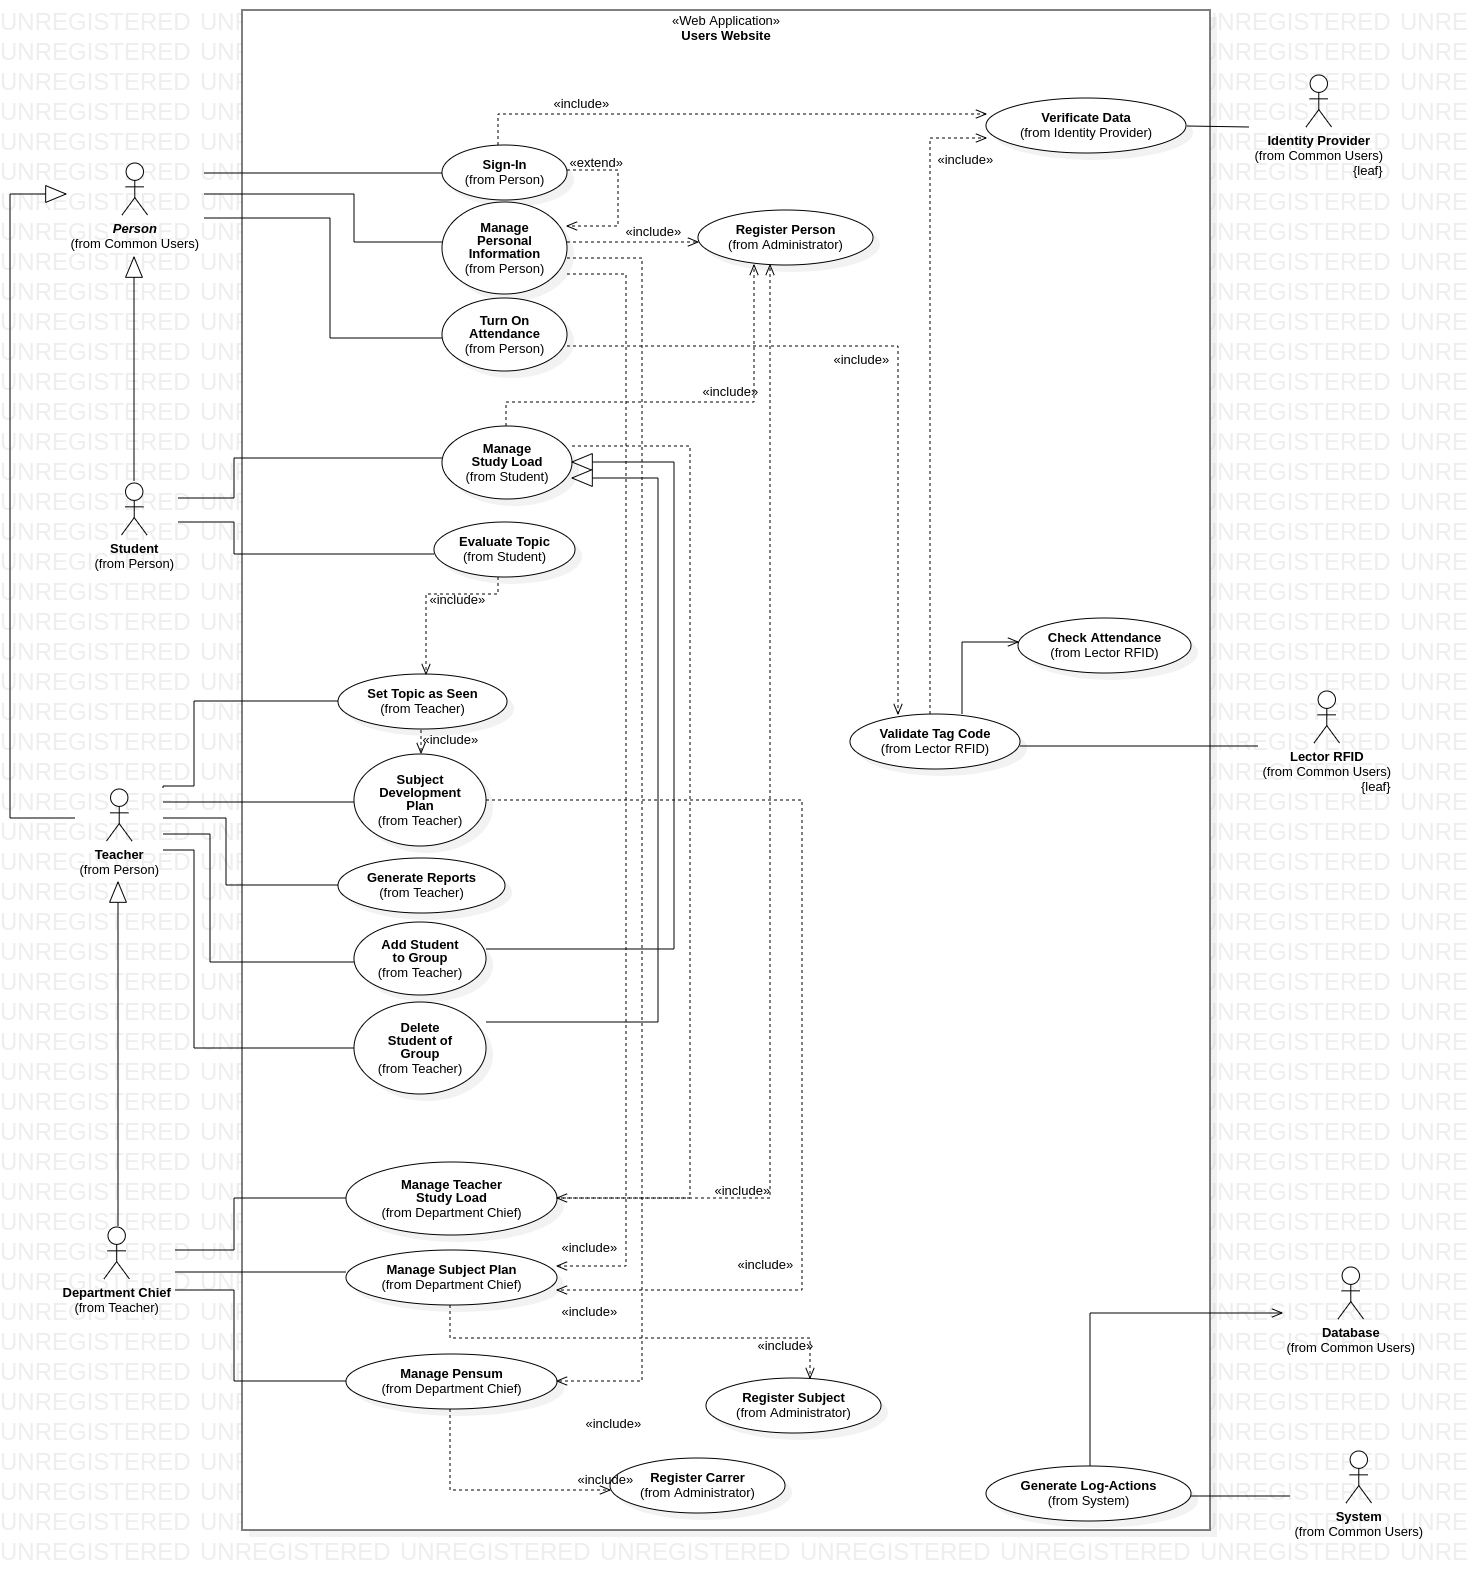 «Web Application»
Users Website
«include»
Verificate Data
(from Identity Provider)
Identity Provider
(from Common Users)
{leaf}
«include»
Sign-In
(from Person)
«extend»
Person
(from Common Users)
Manage
Personal
Information
(from Person)
«include»
Register Person
(from Administrator)
Turn On
Attendance
(from Person)
«include»
«include»
Manage
Study Load
(from Student)
Student
(from Person)
Evaluate Topic
(from Student)
«include»
Check Attendance
(from Lector RFID)
Set Topic as Seen
(from Teacher)
«include»
Validate Tag Code
(from Lector RFID)
Lector RFID
(from Common Users)
{leaf}
Subject
Development
Plan
(from Teacher)
Teacher
(from Person)
Generate Reports
(from Teacher)
Add Student
to Group
(from Teacher)
Delete
Student of
Group
(from Teacher)
Manage Teacher
Study Load
(from Department Chief)
«include»
«include»
Manage Subject Plan
(from Department Chief)
«include»
Department Chief
(from Teacher)
«include»
«include»
Database
(from Common Users)
Manage Pensum
(from Department Chief)
Register Subject
(from Administrator)
«include»
«include»
Register Carrer
(from Administrator)
Generate Log-Actions
(from System)
System
(from Common Users)
UNREGISTERED UNREGISTERED UNREGISTERED UNREGISTERED UNREGISTERED UNREGISTERED UNREGISTERED UNRE